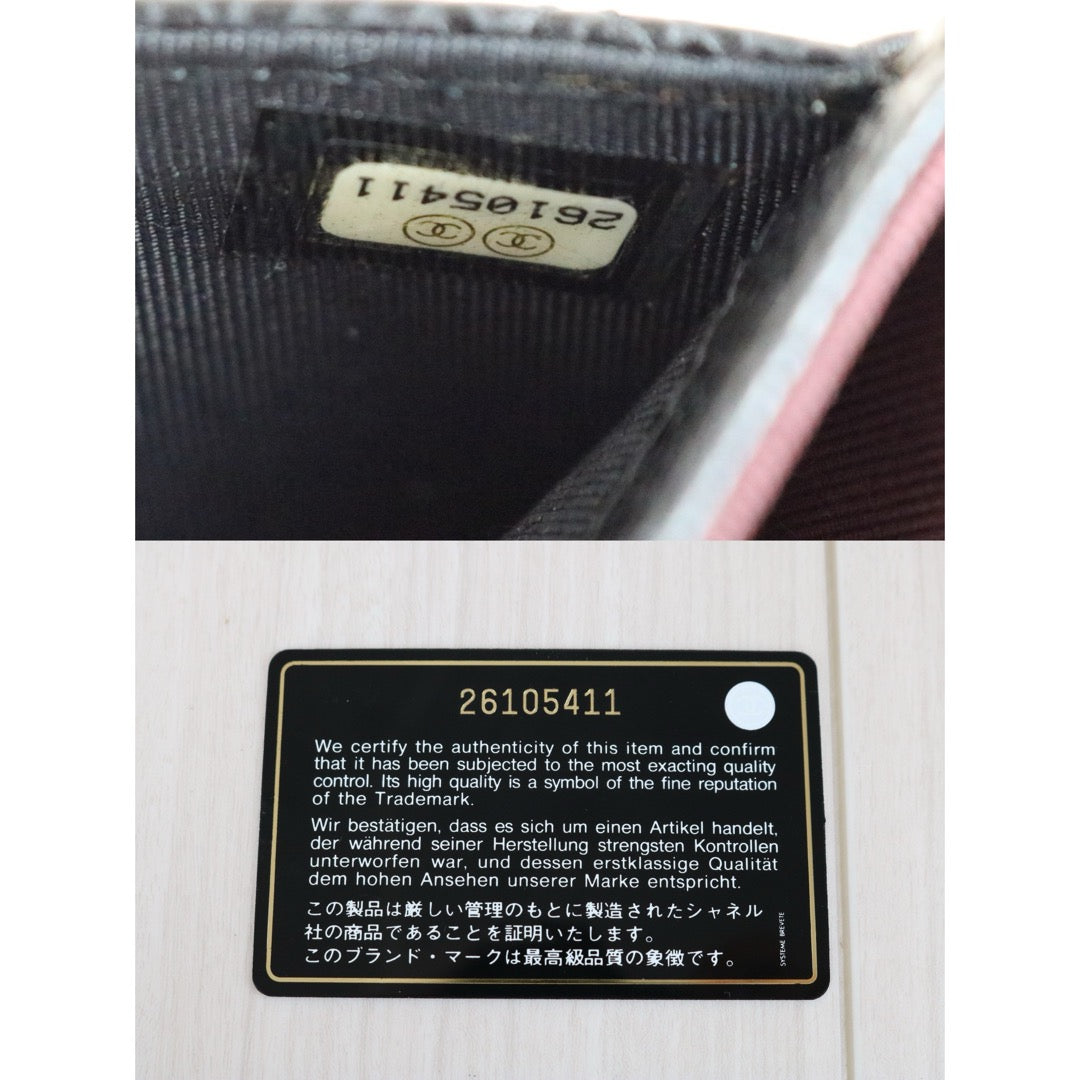 26105411
26105411
We certify the authenticity of this item and confirm
that it has been subjected to the most exacting quality
control. Its high quality is a symbol of the fine reputation
of the Trademark.
Wir bestätigen, dass es sich um einen Artikel handelt,
der während seiner Herstellung strengsten Kontrollen
unterworfen war, und dessen erstklassige Qualität
dem hohen Ansehen unserer Marke entspricht.
この製品は厳しい管理のもとに製造されたシャネル
社の商品であることを証明いたします。
このブランド・マークは最高級品質の象徴です。
SYSTEME BREVETE